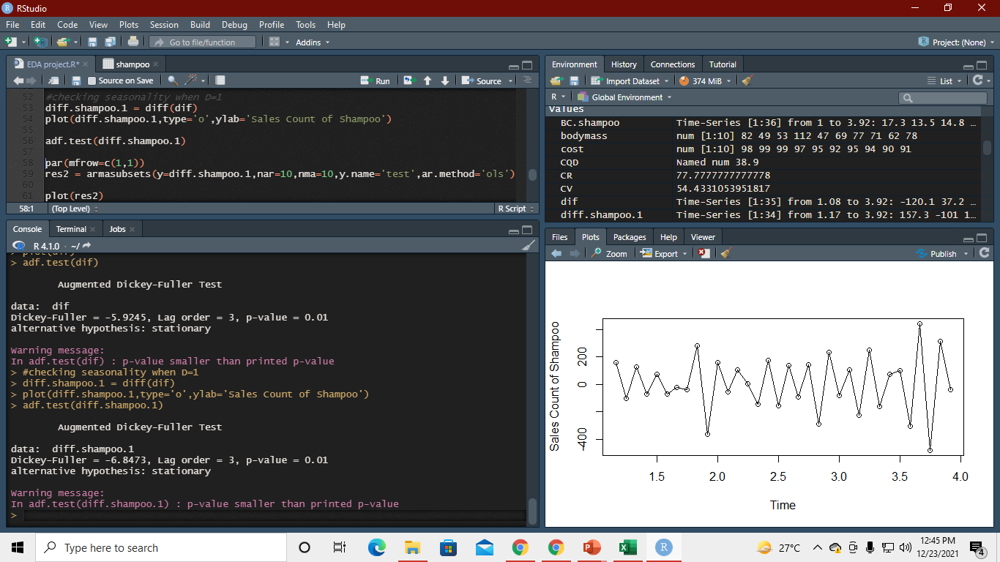 RStudio
File Edit Code View Plots Session Build Debug Profile Tools Help
Go to file/function Addins Project: (None)
EDA project.R* shampoo
Source on Save Run Source
52 #checking seasonality when D=1
53 diff.shampoo.1 = diff(dif)
54 plot(diff.shampoo.1,type='o',ylab='Sales Count of Shampoo')
55
56 adf.test(diff.shampoo.1)
57
58 par(mfrow=c(1,1))
59 res2 = armasubsets(y=diff.shampoo.1,nar=10,nma=10,y.name='test',ar.method='ols')
60
61 plot(res2)
58:1 (Top Level) R Script
Console Terminal Jobs
R 4.1.0 · ~/
> plot(dif)
> adf.test(dif)
Augmented Dickey-Fuller Test
data: dif
Dickey-Fuller = -5.9245, Lag order = 3, p-value = 0.01
alternative hypothesis: stationary
Warning message:
In adf.test(dif) : p-value smaller than printed p-value
> #checking seasonality when D=1
> diff.shampoo.1 = diff(dif)
> plot(diff.shampoo.1,type='o',ylab='Sales Count of Shampoo')
> adf.test(diff.shampoo.1)
Augmented Dickey-Fuller Test
data: diff.shampoo.1
Dickey-Fuller = -6.8473, Lag order = 3, p-value = 0.01
alternative hypothesis: stationary
Warning message:
In adf.test(diff.shampoo.1) : p-value smaller than printed p-value
>
Environment History Connections Tutorial
Import Dataset 374 MiB List
R Global Environment
Values
BC.shampoo Time-Series [1:36] from 1 to 3.92: 17.3 13.5 14.8 …
bodymass num [1:10] 82 49 53 112 47 69 77 71 62 78
cost num [1:10] 98 99 99 97 95 92 95 94 90 91
CQD Named num 38.9
CR 77.7777777777778
CV 54.4331053951817
dif Time-Series [1:35] from 1.08 to 3.92: -120.1 37.2 …
diff.shampoo.1 Time-Series [1:34] from 1.17 to 3.92: 157.3 -101 1…
Files Plots Packages Help Viewer
Zoom Export Publish
Sales Count of Shampoo
200
0
-400
1.5 2.0 2.5 3.0 3.5 4.0
Time
Type here to search
27°C
12:45 PM
12/23/2021
4